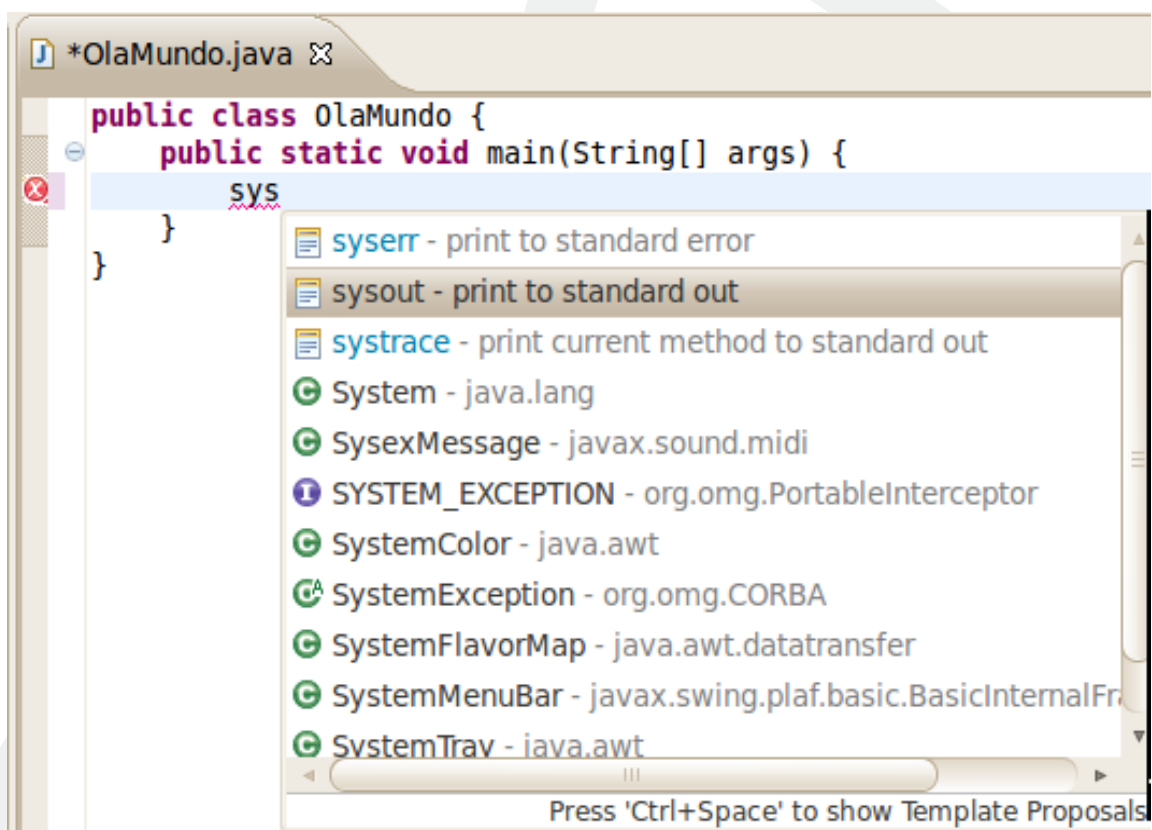 *OlaMundo.java
public class OlaMundo {
public static void main(String[] args) {
sys
}
}
syserr - print to standard error
sysout - print to standard out
systrace - print current method to standard out
System - java.lang
SysexMessage - javax.sound.midi
SYSTEM_EXCEPTION - org.omg.PortableInterceptor
SystemColor - java.awt
SystemException - org.omg.CORBA
SystemFlavorMap - java.awt.datatransfer
SystemMenuBar - javax.swing.plaf.basic.BasicInternalFra
SystemTray - java.awt
Press 'Ctrl+Space' to show Template Proposals